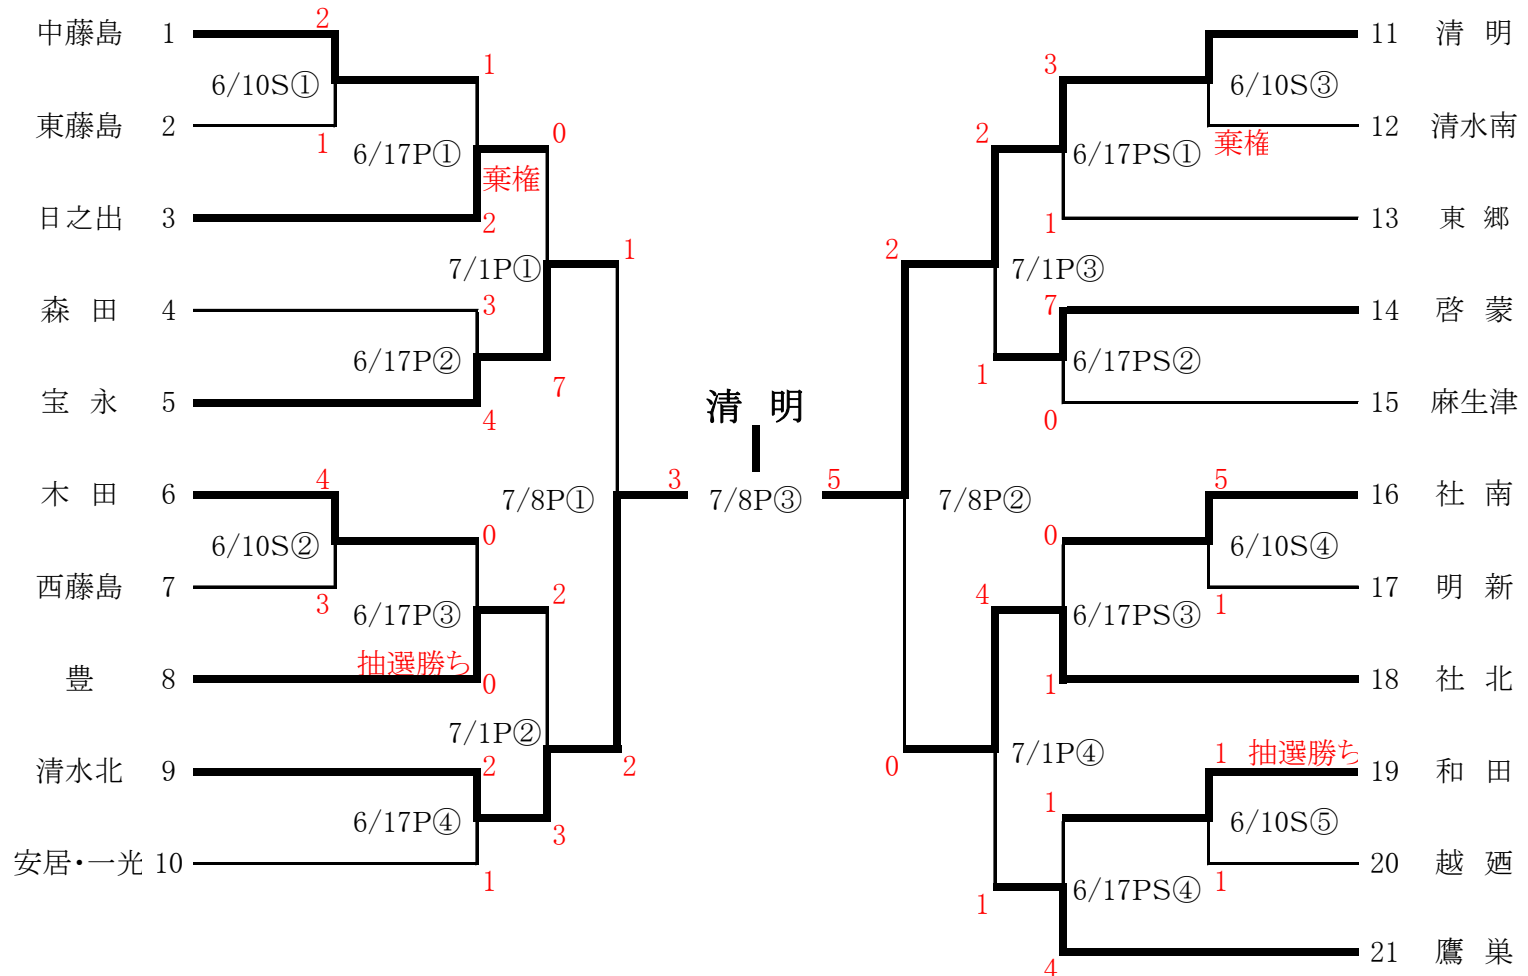 中藤島 1
2
6/10S①
東藤島 2
1
1
6/17P①
棄権
日之出 3
2
0
7/1P①
森 田 4
3
6/17P②
宝 永 5
4
7
1
木 田 6
4
6/10S②
西藤島 7
3
0
6/17P③
抽選勝ち
豊 8
0
2
7/1P②
清水北 9
2
6/17P④
安居・一光 10
1
3
2
7/8P①
3
清 明
7/8P③
5
7/8P②
11 清 明
6/10S③
12 清水南
棄権
3
6/17PS①
13 東 郷
1
2
7/1P③
14 啓 蒙
7
6/17PS②
15 麻生津
0
1
2
16 社 南
5
6/10S④
17 明 新
1
0
6/17PS③
18 社 北
1
4
7/1P④
1 抽選勝ち
19 和 田
6/10S⑤
20 越 廼
1
1
6/17PS④
21 鷹 巣
4
1
0